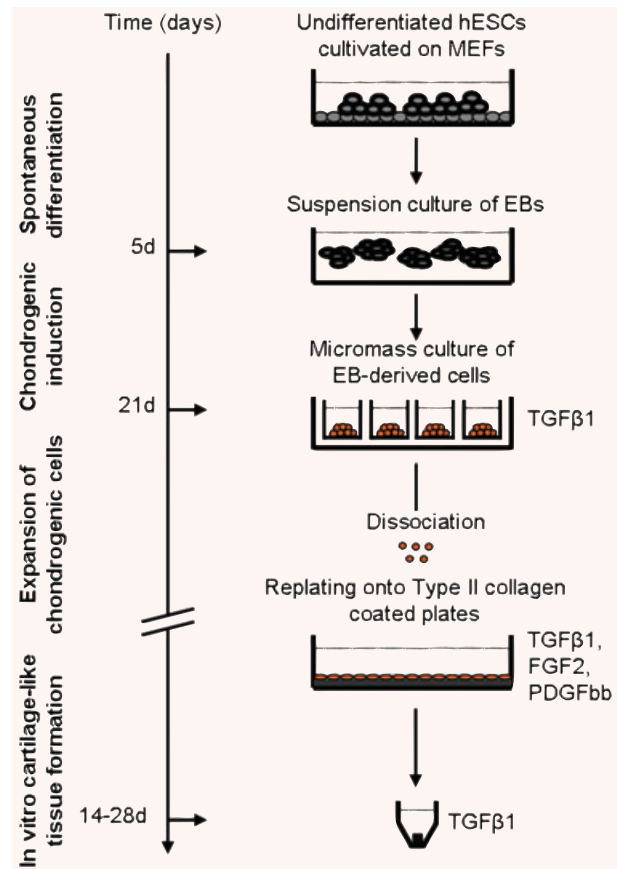 Time (days)
Undifferentiated hESCs
cultivated on MEFs
Spontaneous
differentiation
Suspension culture of EBs
5d
Chondrogenic
induction
Micromass culture of
EB-derived cells
21d
TGFβ1
Expansion of
chondrogenic cells
Dissociation
Replating onto Type II collagen
coated plates
TGFβ1,
FGF2,
PDGFbb
In vitro cartilage-like
tissue formation
14-28d
TGFβ1